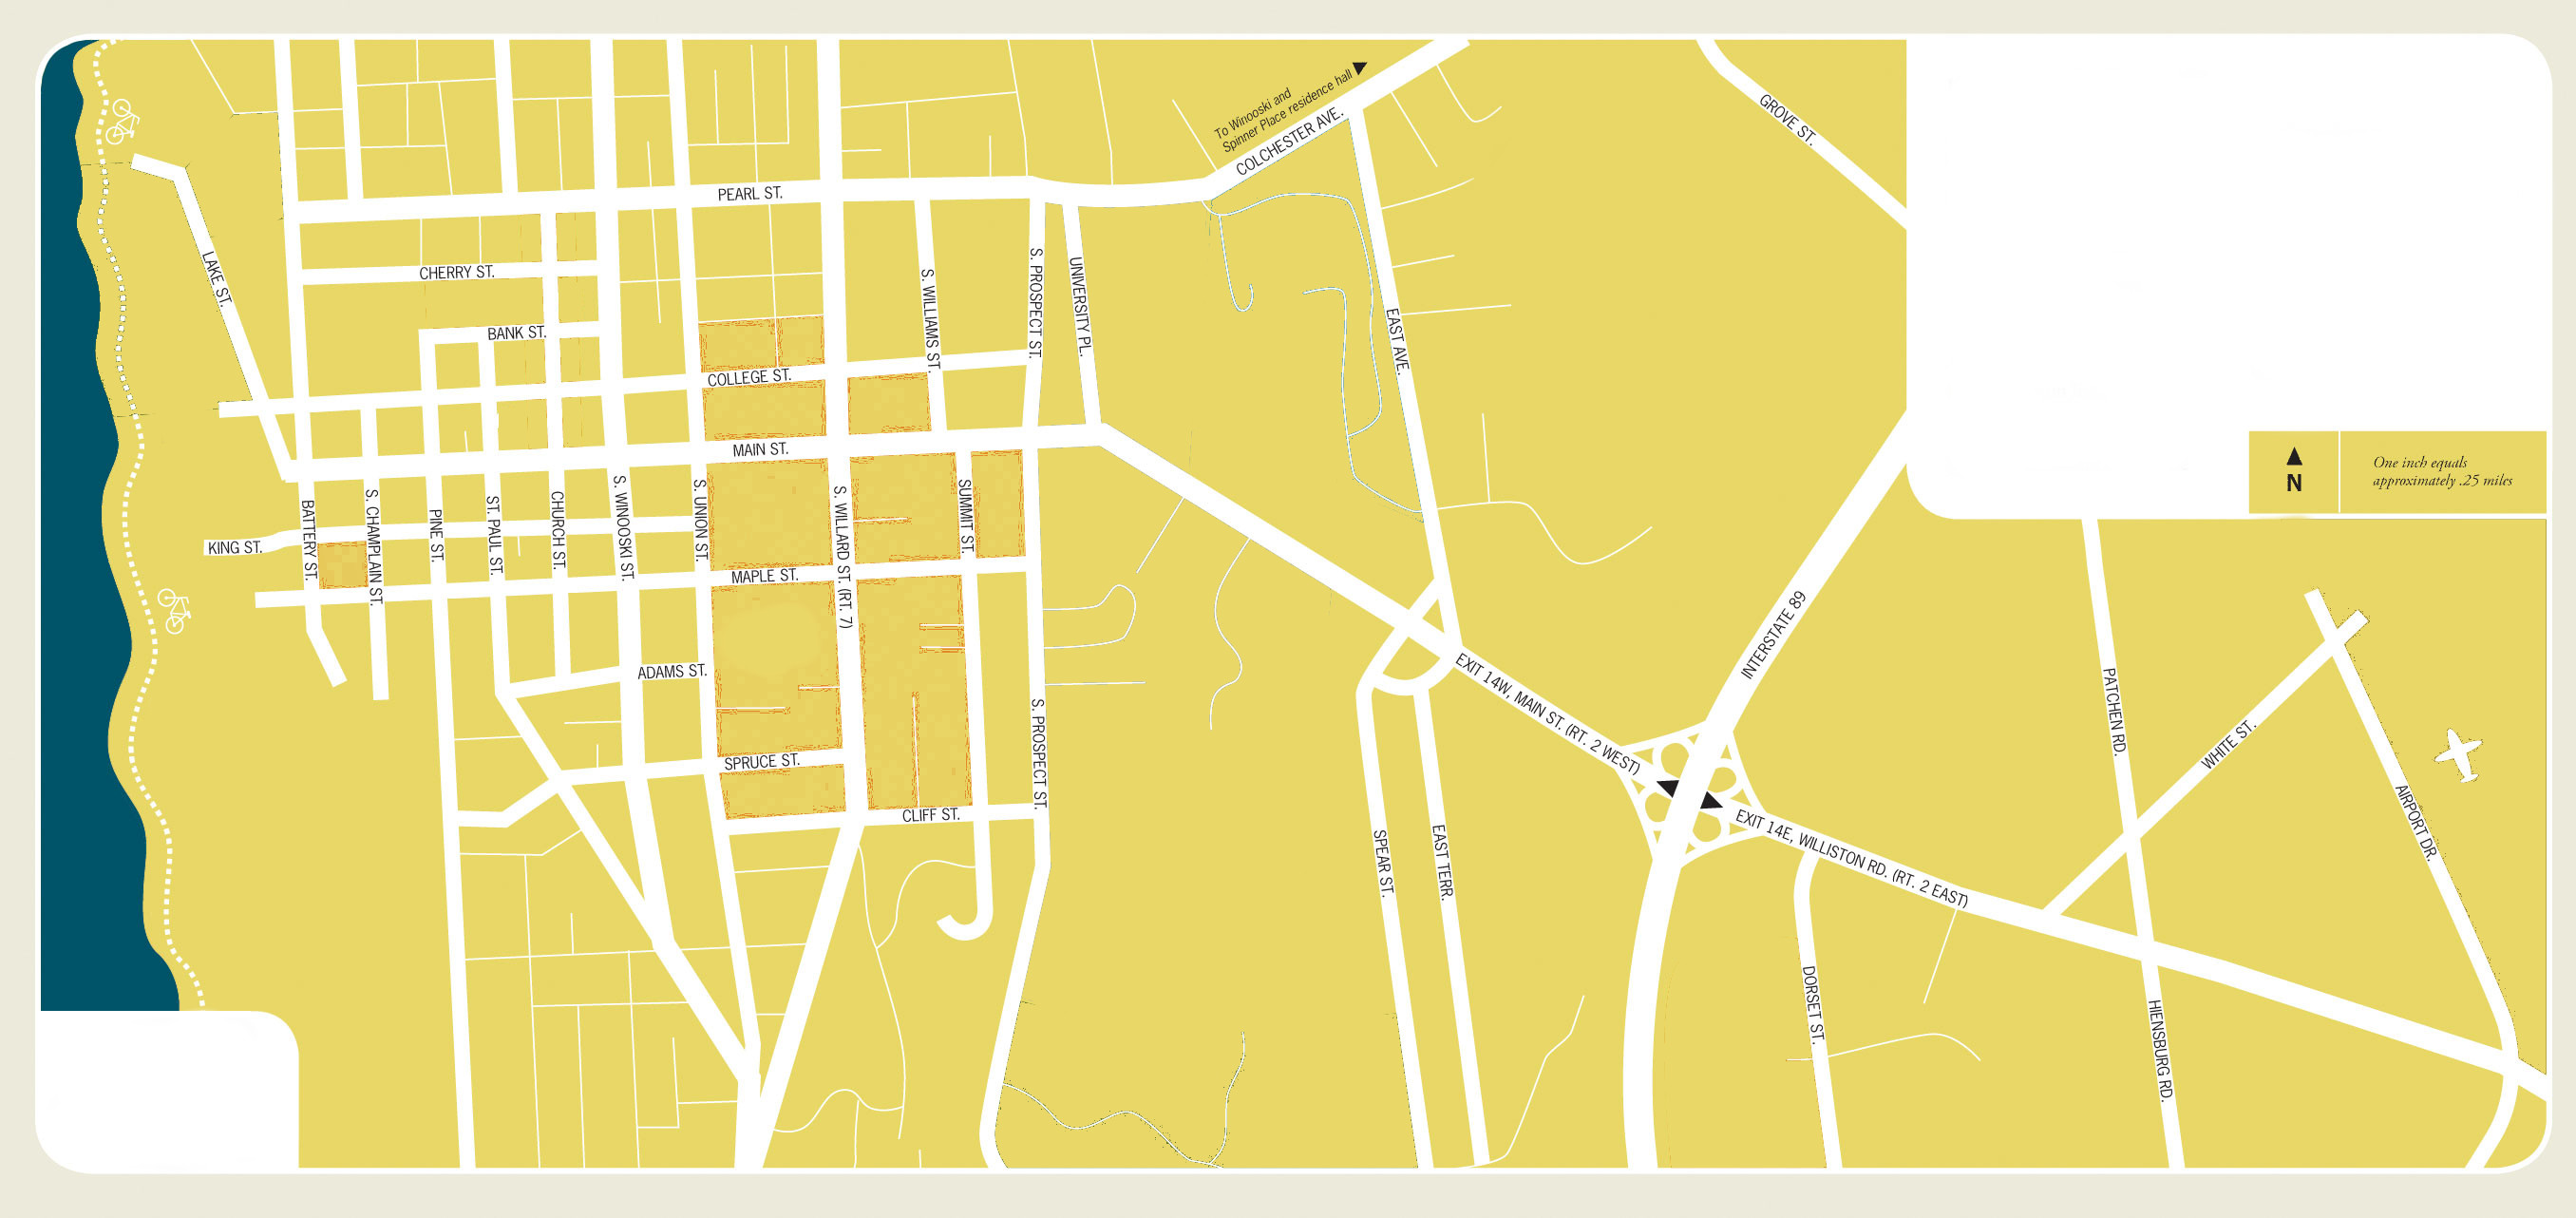 To Winooski and
Spinner Place residence hall
COLCHESTER AVE.
GROVE ST.
PEARL ST.
LAKE ST.
CHERRY ST.
BANK ST.
COLLEGE ST.
S. WILLIAMS ST.
S. PROSPECT ST.
UNIVERSITY PL.
EAST AVE.
MAIN ST.
N
One inch equals
approximately .25 miles
KING ST.
BATTERY ST.
S. CHAMPLAIN ST.
PINE ST.
ST. PAUL ST.
CHURCH ST.
S. WINOOSKI ST.
S. UNION ST.
S. WILLARD ST. (RT. 7)
SUMMIT ST.
MAPLE ST.
ADAMS ST.
SPRUCE ST.
CLIFF ST.
S. PROSPECT ST.
INTERSTATE 89
EXIT 14W, MAIN ST. (RT. 2 WEST)
EXIT 14E, WILLISTON RD. (RT. 2 EAST)
SPEAR ST.
EAST TERR.
PATCHEN RD.
WHITE ST.
AIRPORT DR.
DORSET ST.
HIENSBURG RD.